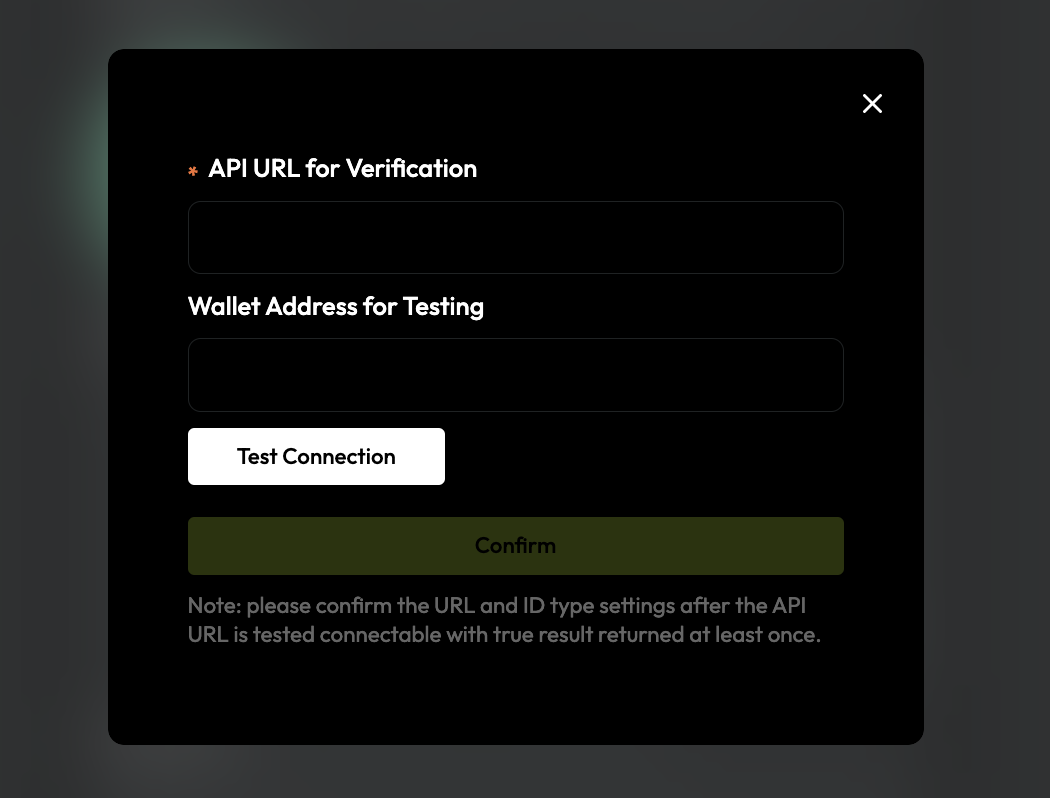 * API URL for Verification
Wallet Address for Testing
Test Connection
Confirm
Note: please confirm the URL and ID type settings after the API
URL is tested connectable with true result returned at least once.